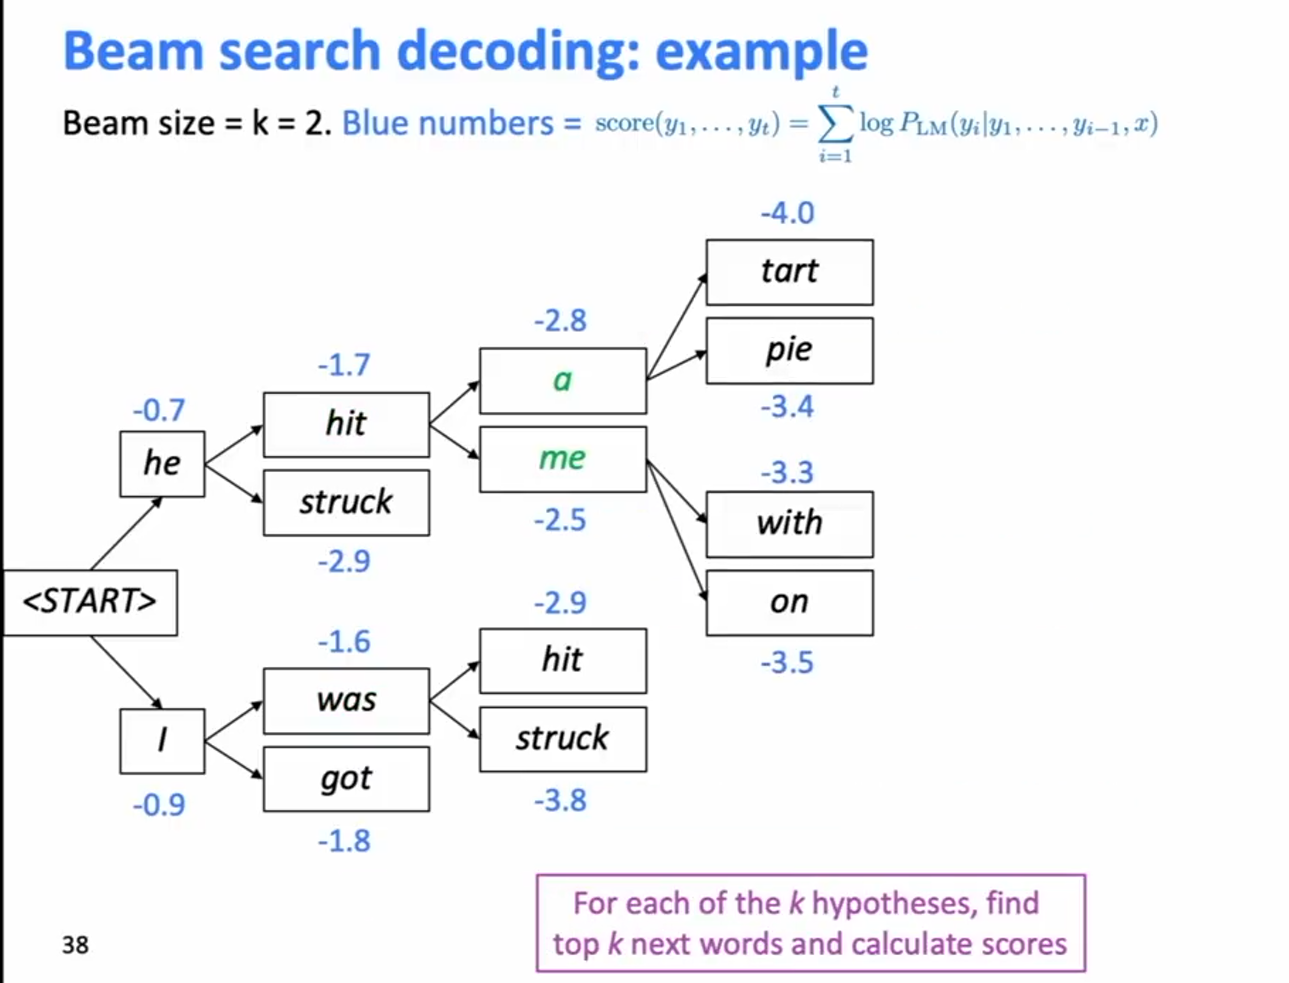 Beam search decoding: example
Beam size = k = 2. Blue numbers = score(y₁, . . . , yₜ) = ∑ᵗᵢ₌₁ log P_LM(yᵢ|y₁, . . . , yᵢ₋₁, x)
-4.0
tart
-2.8
pie
-1.7
a
-3.4
-0.7
hit
me
-3.3
he
struck
-2.5
with
-2.9
<START>
-2.9
on
-1.6
hit
-3.5
was
I
struck
got
-0.9
-3.8
-1.8
For each of the k hypotheses, find
top k next words and calculate scores
38